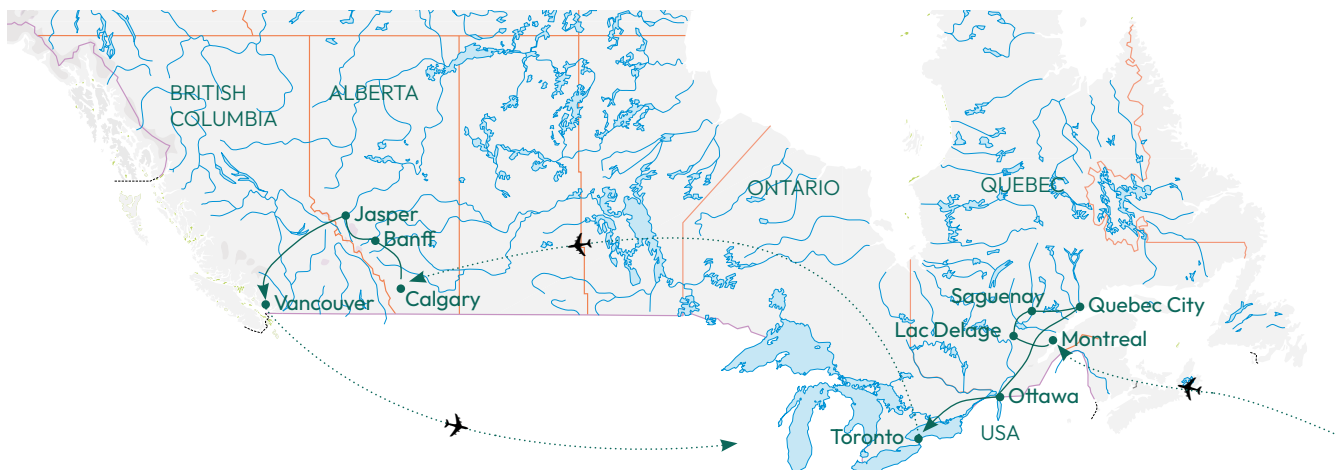 BRITISH
COLUMBIA
ALBERTA
ONTARIO
QUEBEC
Jasper
Banff
Calgary
Vancouver
Saguenay
Quebec City
Lac Delage
Montreal
Ottawa
Toronto
USA